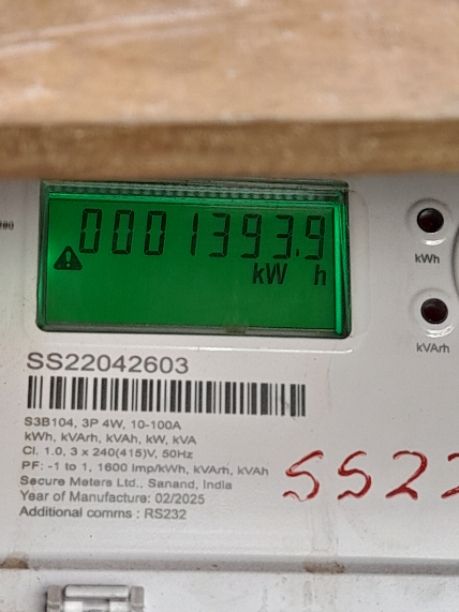 0001393.9
kW h
kWh
kVArh
SS22042603
S3B104, 3P 4W, 10-100A
kWh, kVArh, kVAh, kW, kVA
Cl. 1.0, 3 x 240(415)V, 50Hz
PF: -1 to 1, 1600 Imp/kWh, kVArh, kVAh
Secure Meters Ltd., Sanand, India
Year of Manufacture: 02/2025
Additional comms : RS232
SS22